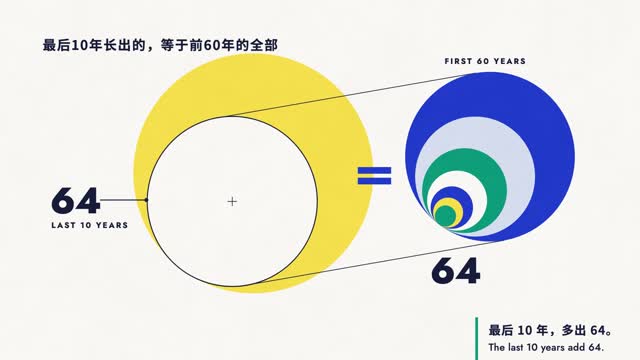 最后10年长出的，等于前60年的全部
FIRST 60 YEARS
=
64
LAST 10 YEARS
64
最后 10 年，多出 64。
The last 10 years add 64.